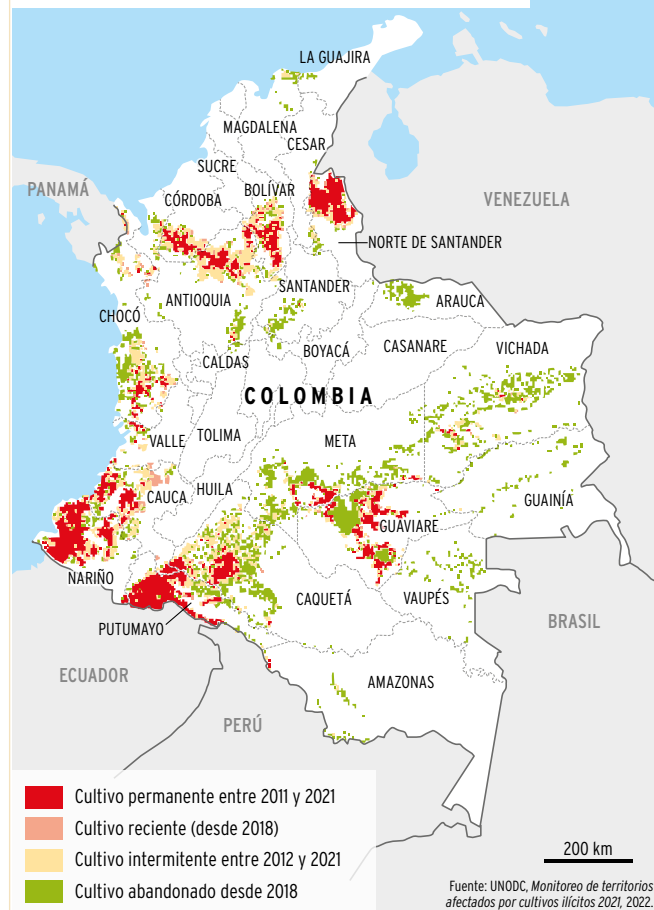 LA GUAJIRA
MAGDALENA
CESAR
SUCRE
PANAMÁ
CÓRDOBA
BOLÍVAR
VENEZUELA
NORTE DE SANTANDER
SANTANDER
ANTIOQUIA
ARAUCA
CHOCÓ
CALDAS
BOYACÁ
CASANARE
VICHADA
COLOMBIA
VALLE
TOLIMA
META
CAUCA
HUILA
GUAINÍA
GUAVIARE
NARIÑO
CAQUETÁ
VAUPÉS
PUTUMAYO
BRASIL
ECUADOR
AMAZONAS
PERÚ
Cultivo permanente entre 2011 y 2021
Cultivo reciente (desde 2018)
Cultivo intermitente entre 2012 y 2021
Cultivo abandonado desde 2018
200 km
Fuente: UNODC, Monitoreo de territorios
afectados por cultivos ilícitos 2021, 2022.